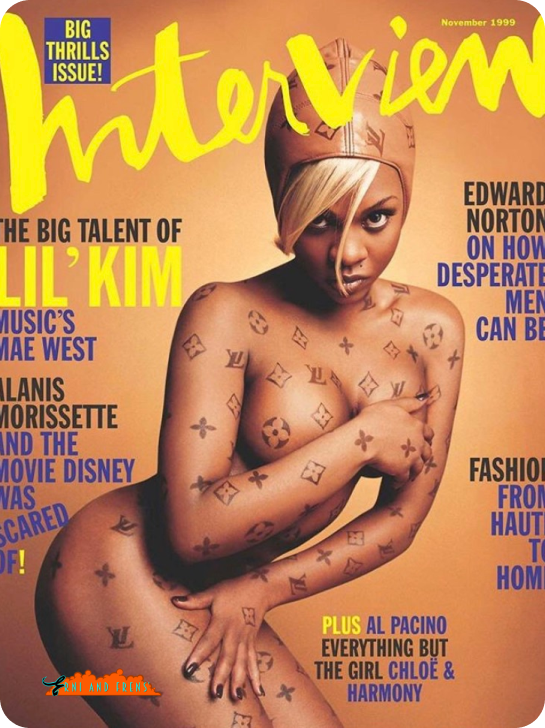 BIG
THRILLS
ISSUE!
November 1999
Interview
THE BIG TALENT OF
LIL' KIM
MUSIC'S
MAE WEST
ALANIS
MORISSETTE
AND THE
MOVIE DISNEY
WAS
SCARED
OF!
EDWARD
NORTON
ON HOW
DESPERATE
MEN
CAN BE
FASHION
FROM
HAUTE
TO
HOME
PLUS AL PACINO
EVERYTHING BUT
THE GIRL CHLOË &
HARMONY